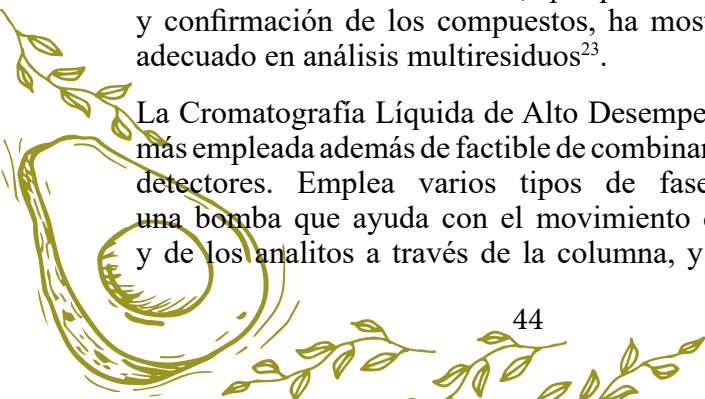 y confirmación de los compuestos, ha most
adecuado en análisis multiresiduos²³.
La Cromatografía Líquida de Alto Desempe
más empleada además de factible de combinar
detectores. Emplea varios tipos de fase
una bomba que ayuda con el movimiento
y de los analitos a través de la columna, y
44